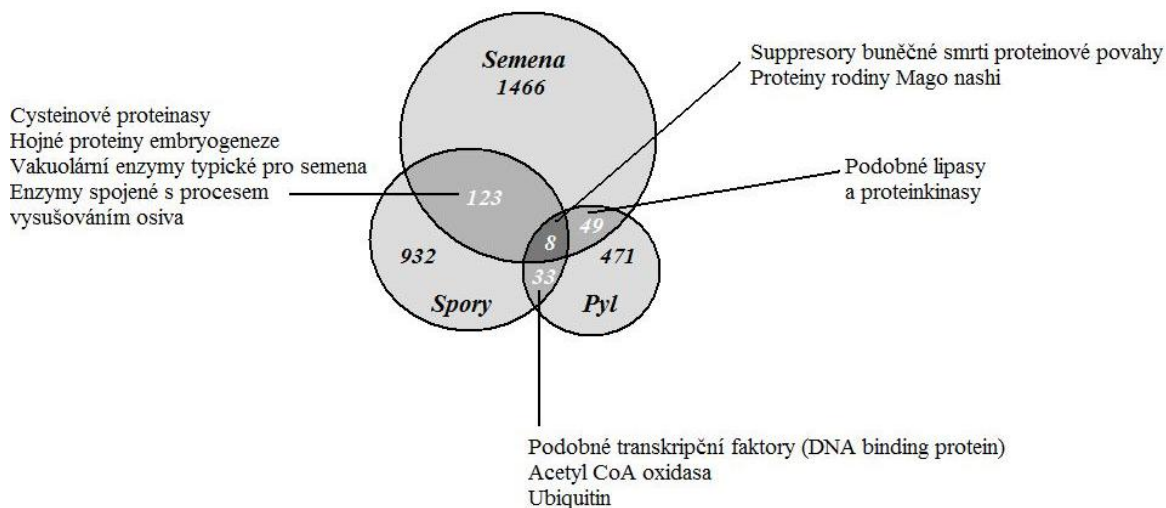 Semena
1466
Suppresory buněčné smrti proteinové povahy
Proteiny rodiny Mago nashi
Cysteinové proteinasy
Hojné proteiny embryogeneze
Vakuolární enzymy typické pro semena
Enzymy spojené s procesem
vysušováním osiva
Podobné lipasy
a proteinkinasy
123
49
8
932
471
33
Spory
Pyl
Podobné transkripční faktory (DNA binding protein)
Acetyl CoA oxidasa
Ubiquitin